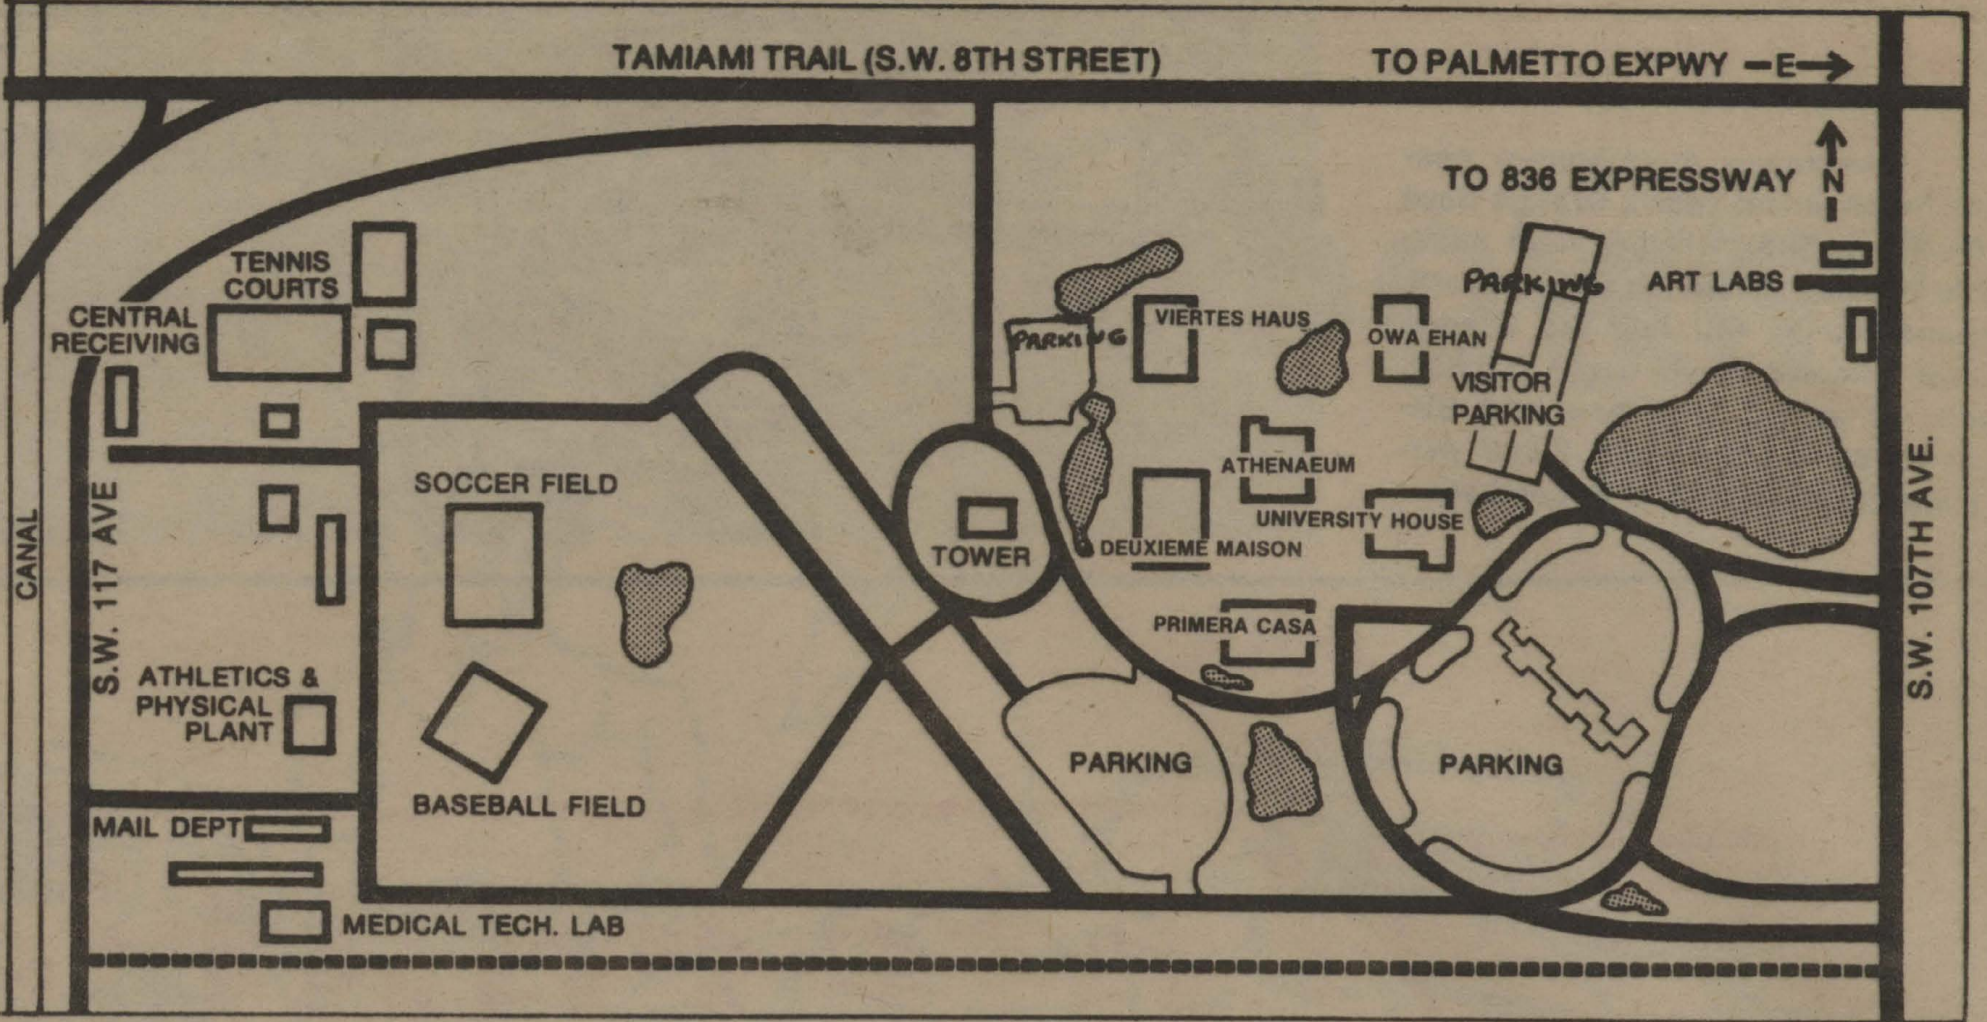 TAMIAMI TRAIL (S.W. 8TH STREET)
TO PALMETTO EXPWY –E→
TO 836 EXPRESSWAY
N
TENNIS
COURTS
CENTRAL
RECEIVING
PARKING
VIERTES HAUS
OWA EHAN
PARKING
ART LABS
VISITOR
PARKING
CANAL
S.W. 117 AVE
SOCCER FIELD
TOWER
ATHENAEUM
UNIVERSITY HOUSE
DEUXIEME MAISON
PRIMERA CASA
S.W. 107TH AVE.
ATHLETICS &
PHYSICAL
PLANT
BASEBALL FIELD
PARKING
PARKING
MAIL DEPT
MEDICAL TECH. LAB